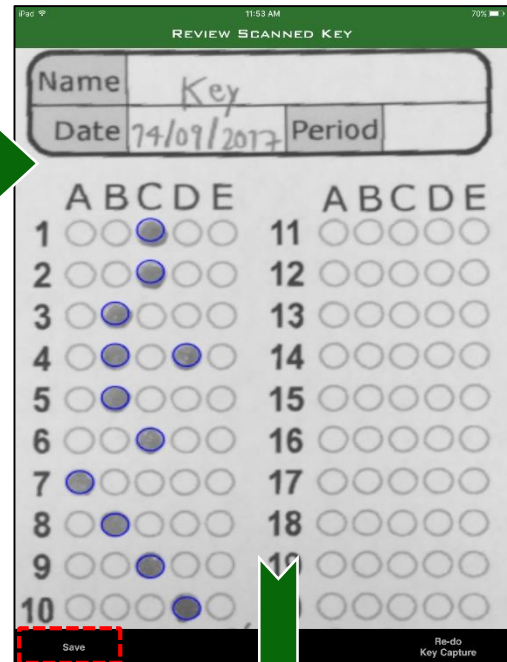 iPad 11:53 AM 70%
REVIEW SCANNED KEY
Name Key
Date 14/09/2017 Period
A B C D E A B C D E
1 11
2 12
3 13
4 14
5 15
6 16
7 17
8 18
9
10
Save Re-do
Key Capture